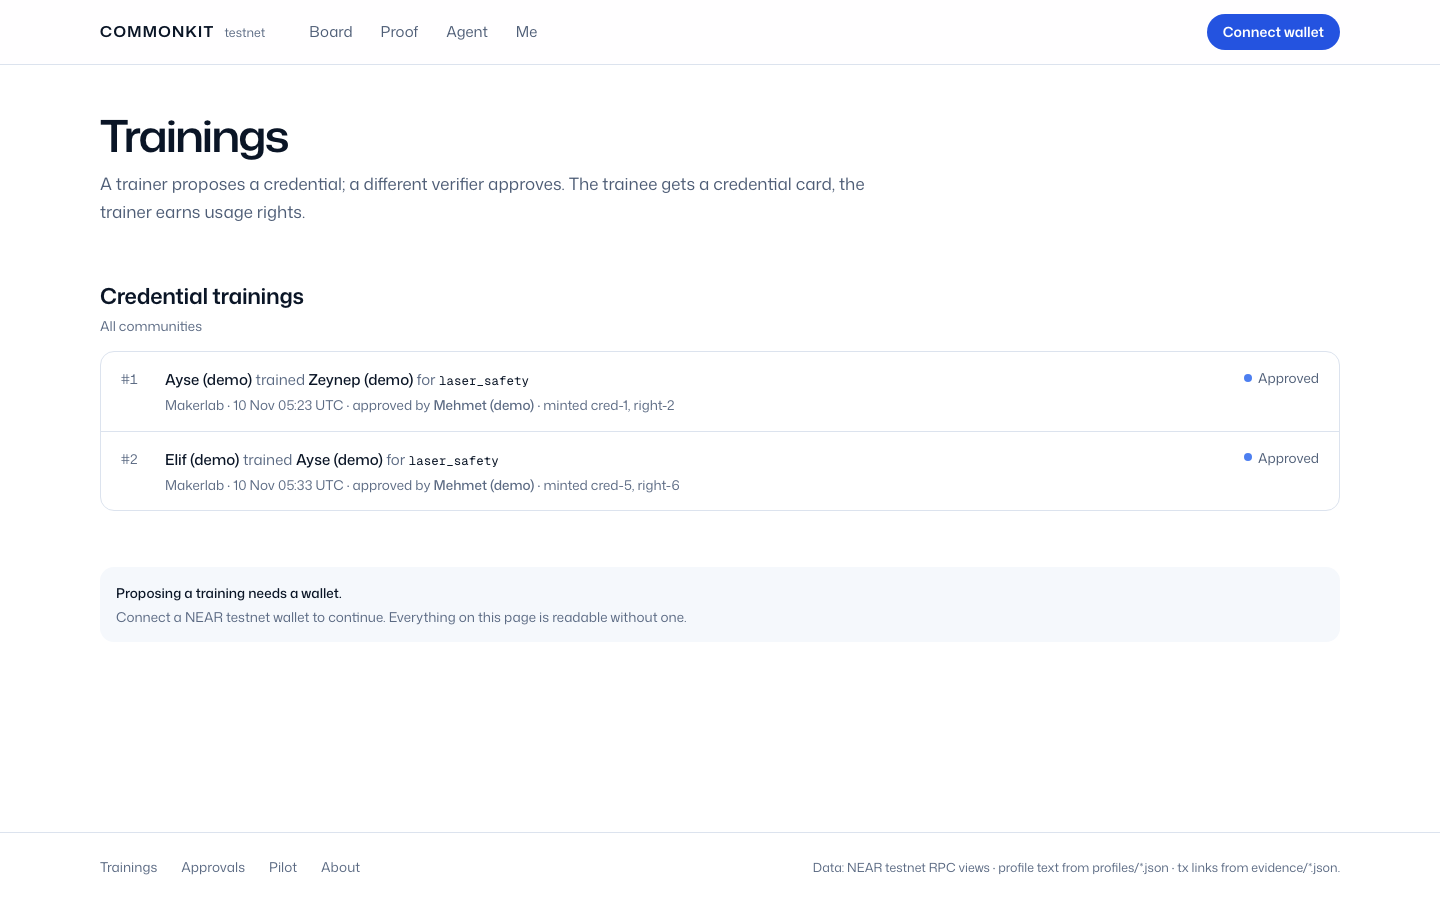 COMMONKIT testnet Board Proof Agent Me Connect wallet
Trainings
A trainer proposes a credential; a different verifier approves. The trainee gets a credential card, the
trainer earns usage rights.
Credential trainings
All communities
#1 Ayse (demo) trained Zeynep (demo) for laser_safety Approved
Makerlab · 10 Nov 05:23 UTC · approved by Mehmet (demo) · minted cred-1, right-2
#2 Elif (demo) trained Ayse (demo) for laser_safety Approved
Makerlab · 10 Nov 05:33 UTC · approved by Mehmet (demo) · minted cred-5, right-6
Proposing a training needs a wallet.
Connect a NEAR testnet wallet to continue. Everything on this page is readable without one.
Trainings Approvals Pilot About Data: NEAR testnet RPC views · profile text from profiles/*.json · tx links from evidence/*.json.